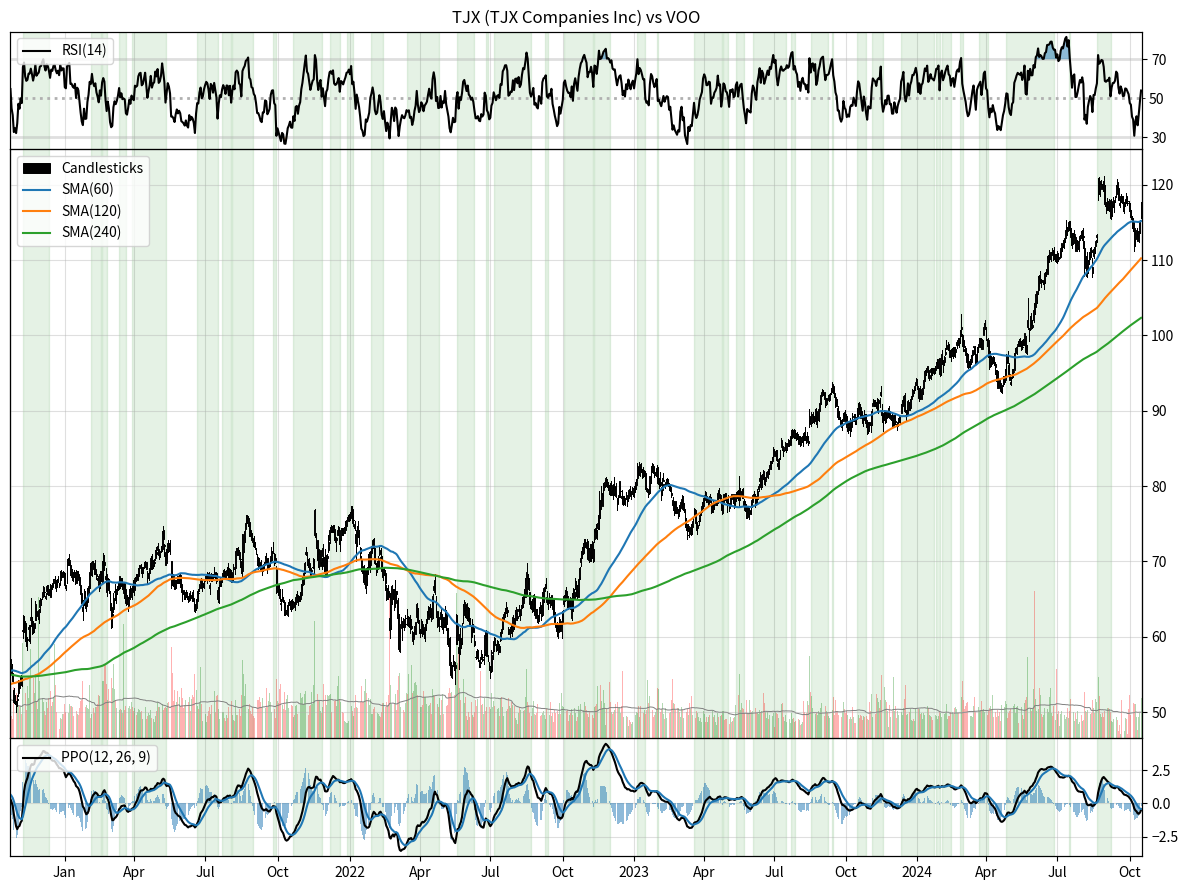 TJX (TJX Companies Inc) vs VOO
RSI(14)
70
50
30
Candlesticks
SMA(60)
SMA(120)
SMA(240)
120
110
100
90
80
70
60
50
PPO(12, 26, 9)
2.5
0.0
−2.5
Jan Apr Jul Oct 2022 Apr Jul Oct 2023 Apr Jul Oct 2024 Apr Jul Oct